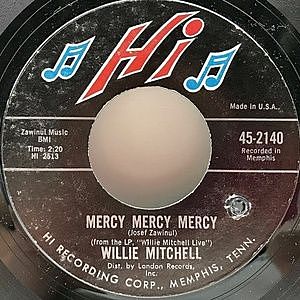 Hi
Made in U.S.A.
Zawinul Music
BMI
Time: 2:20
HI 2513
45-2140
Recorded in
Memphis
MERCY MERCY MERCY
(Josef Zawinul)
(from the LP, "Willie Mitchell Live")
WILLIE MITCHELL
Dist. by London Records,
Inc.
HI RECORDING CORP., MEMPHIS, TENN.